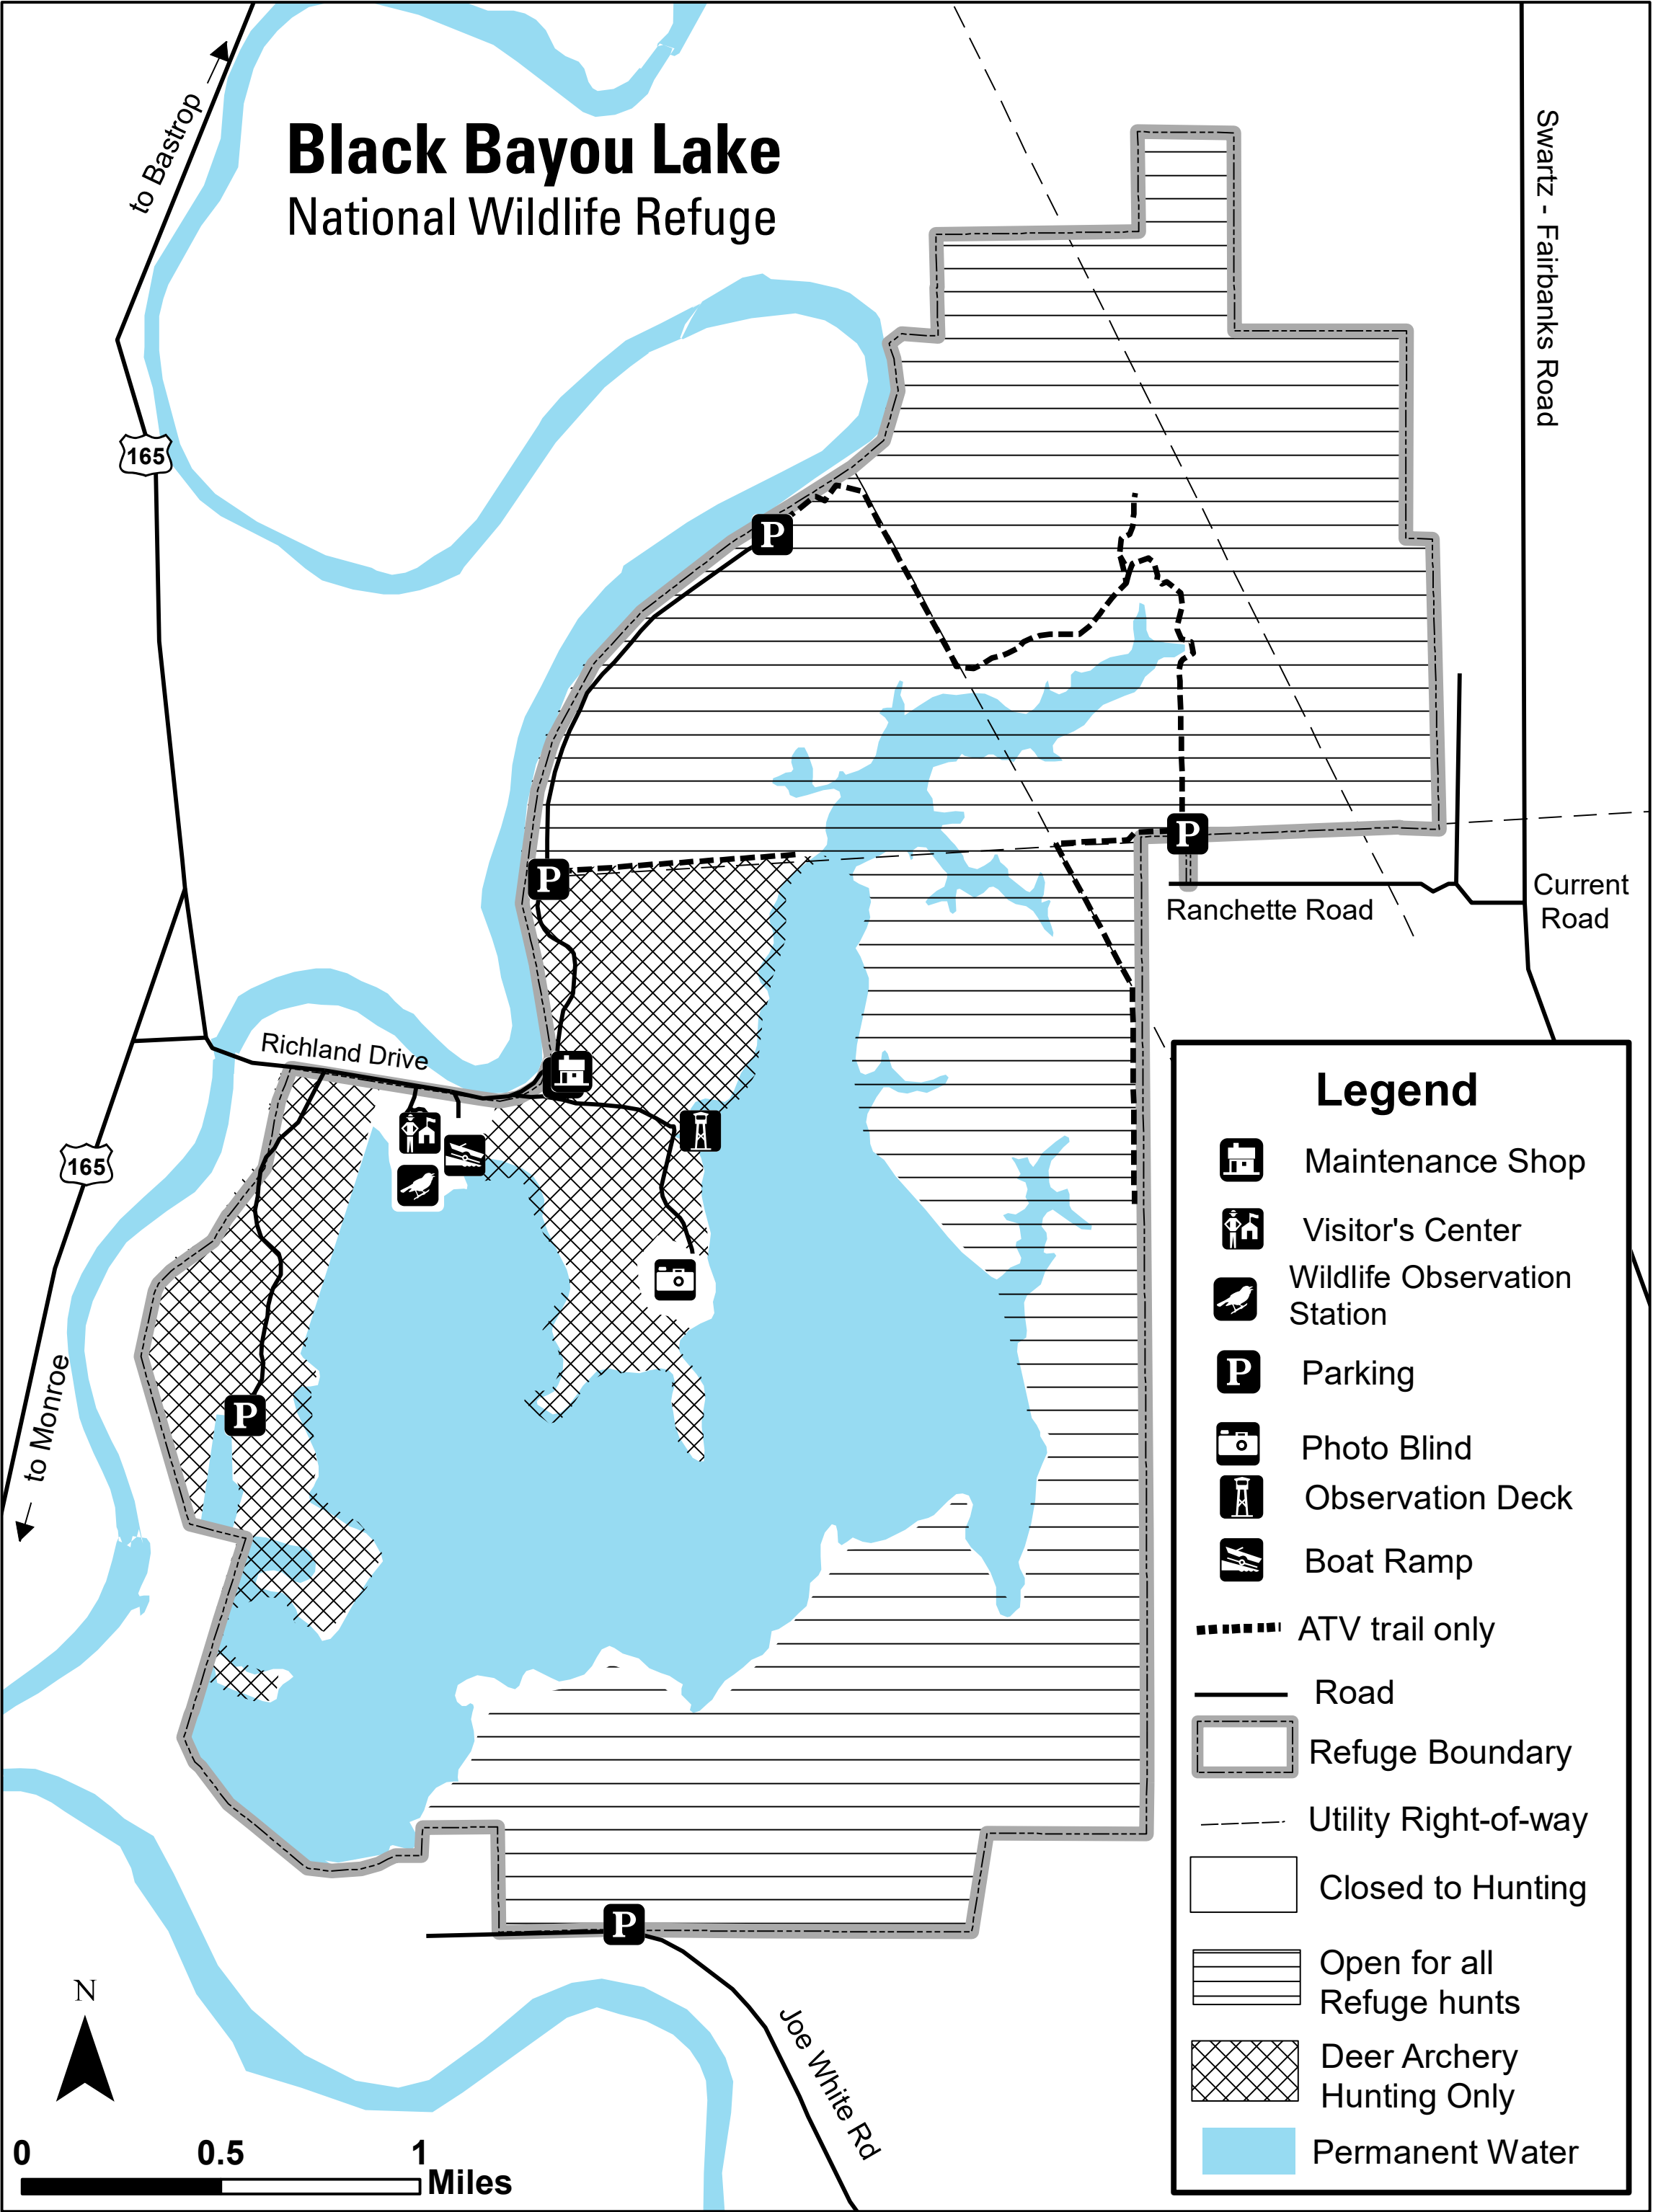 Black Bayou Lake
National Wildlife Refuge
to Bastrop
165
Swartz - Fairbanks Road
P
P
P
Current
Road
Ranchette Road
Richland Drive
165
to Monroe
P
P
Joe White Rd
N
0 0.5 1
Miles
Legend
Maintenance Shop
Visitor's Center
Wildlife Observation
Station
P Parking
Photo Blind
Observation Deck
Boat Ramp
ATV trail only
Road
Refuge Boundary
Utility Right-of-way
Closed to Hunting
Open for all
Refuge hunts
Deer Archery
Hunting Only
Permanent Water